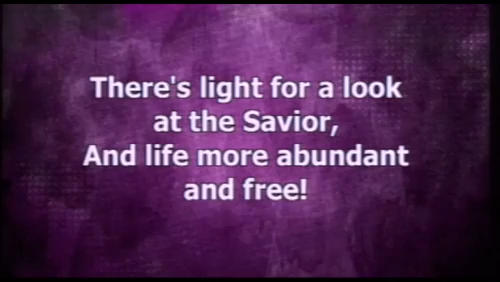 There's light for a look
at the Savior,
And life more abundant
and free!